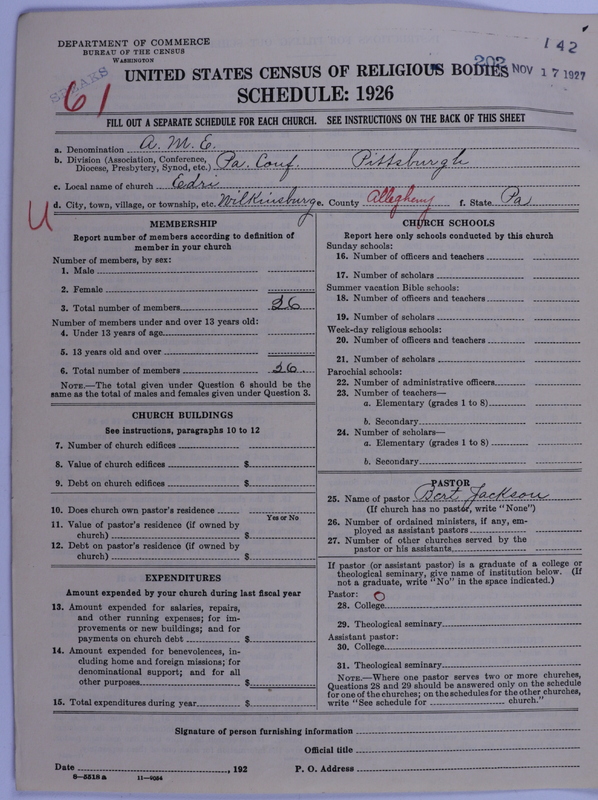 DEPARTMENT OF COMMERCE
BUREAU OF THE CENSUS
WASHINGTON
142
203
NOV 17 1927
SPEAKS
61
UNITED STATES CENSUS OF RELIGIOUS BODIES
SCHEDULE: 1926
FILL OUT A SEPARATE SCHEDULE FOR EACH CHURCH. SEE INSTRUCTIONS ON THE BACK OF THIS SHEET
a. Denomination A. M. E.
b. Division (Association, Conference, Diocese, Presbytery, Synod, etc.) Pa. Conf. Pittsburgh
c. Local name of church Edri
U
d. City, town, village, or township, etc. Wilkinsburg e. County Allegheny f. State Pa
MEMBERSHIP
Report number of members according to definition of
member in your church
Number of members, by sex:
1. Male
2. Female
3. Total number of members 26
Number of members under and over 13 years old:
4. Under 13 years of age
5. 13 years old and over
6. Total number of members 26.
NOTE.—The total given under Question 6 should be
same as the total of males and females given under Question 3.
CHURCH BUILDINGS
See instructions, paragraphs 10 to 12
7. Number of church edifices
8. Value of church edifices $
9. Debt on church edifices $
10. Does church own pastor's residence
Yes or No
11. Value of pastor's residence (if owned by
church) $
12. Debt on pastor's residence (if owned by
church) $
EXPENDITURES
Amount expended by your church during last fiscal year
13. Amount expended for salaries, repairs,
and other running expenses; for im-
provements or new buildings; and for
payments on church debt $
14. Amount expended for benevolences, in-
cluding home and foreign missions; for
denominational support; and for all
other purposes $
15. Total expenditures during year $
CHURCH SCHOOLS
Report here only schools conducted by this church
Sunday schools:
16. Number of officers and teachers
17. Number of scholars
Summer vacation Bible schools:
18. Number of officers and teachers
19. Number of scholars
Week-day religious schools:
20. Number of officers and teachers
21. Number of scholars
Parochial schools:
22. Number of administrative officers
23. Number of teachers—
a. Elementary (grades 1 to 8)
b. Secondary
24. Number of scholars—
a. Elementary (grades 1 to 8)
b. Secondary
PASTOR
25. Name of pastor Bert Jackson
(If church has no pastor, write "None")
26. Number of ordained ministers, if any, em-
ployed as assistant pastors
27. Number of other churches served by the
pastor or his assistants
If pastor (or assistant pastor) is a graduate of a college or
theological seminary, give name of institution below. (If
not a graduate, write "No" in the space indicated.)
Pastor: O
28. College
29. Theological seminary
Assistant pastor:
30. College
31. Theological seminary
NOTE.—Where one pastor serves two or more churches,
Questions 28 and 29 should be answered only on the schedule
for one of the churches; on the schedules for the other churches,
write "See schedule for church."
Signature of person furnishing information
Official title
Date , 192 P. O. Address
8—5518 a 11—9054